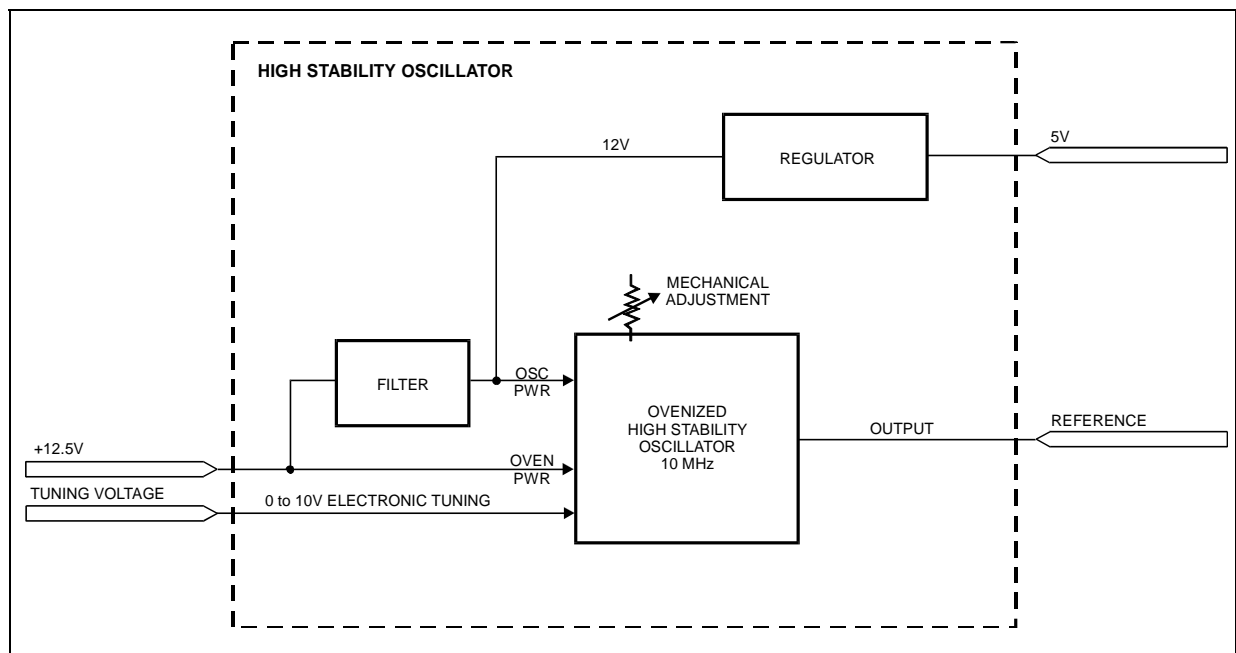 HIGH STABILITY OSCILLATOR
12V
REGULATOR
5V
MECHANICAL
ADJUSTMENT
FILTER
OSC
PWR
OVENIZED
HIGH STABILITY
OSCILLATOR
10 MHz
OUTPUT
REFERENCE
+12.5V
OVEN
PWR
TUNING VOLTAGE
0 to 10V ELECTRONIC TUNING